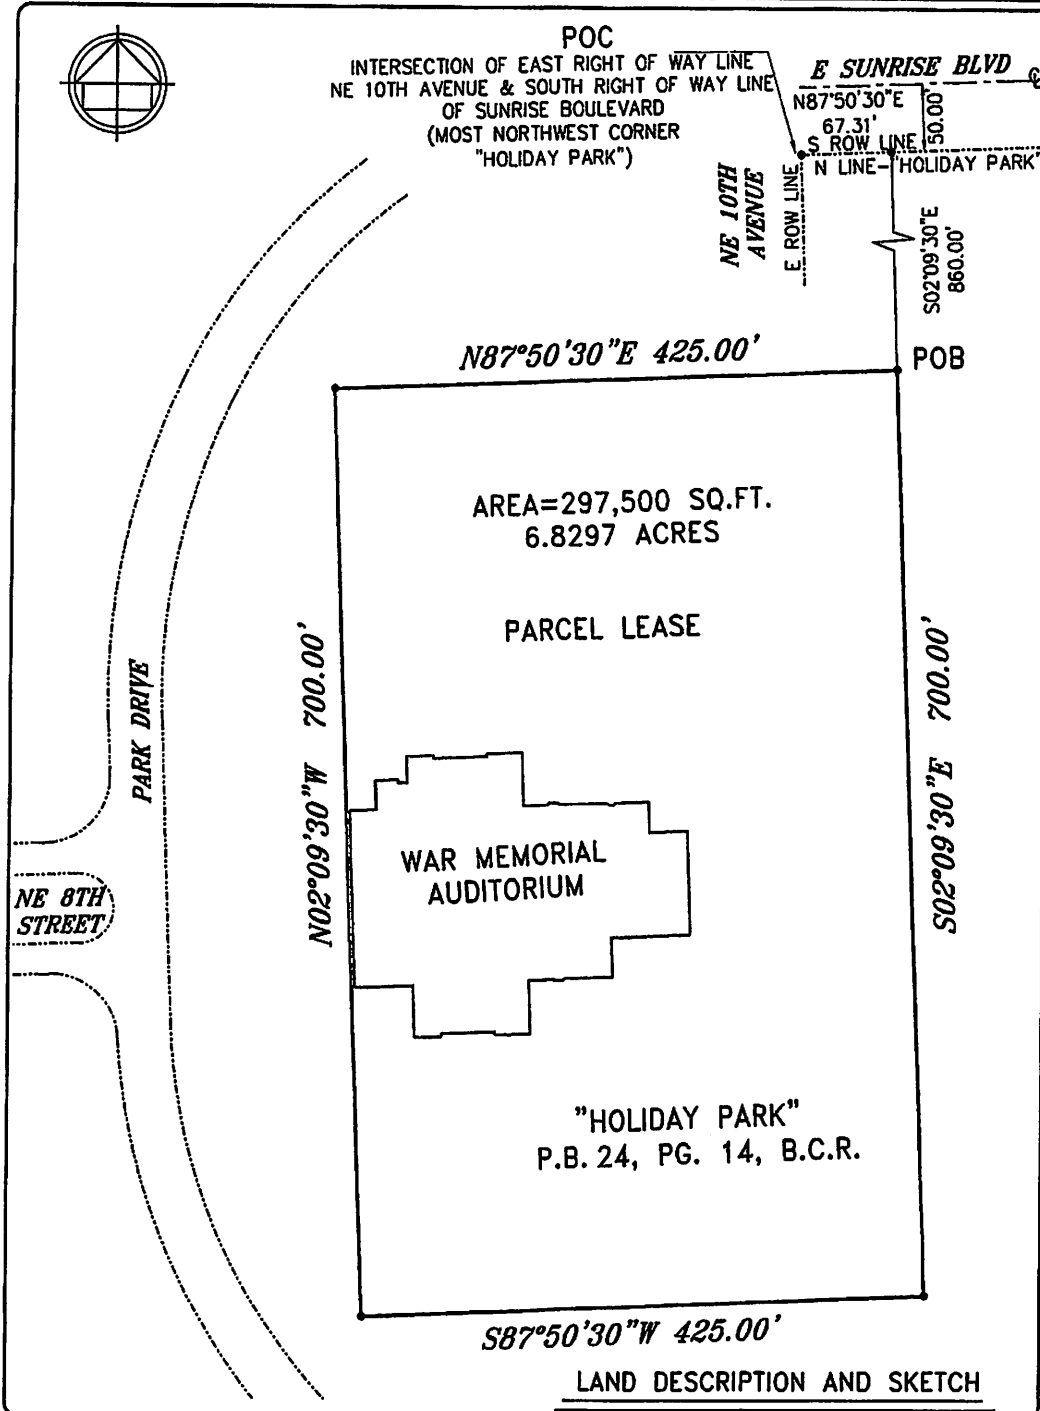 POC
INTERSECTION OF EAST RIGHT OF WAY LINE
NE 10TH AVENUE & SOUTH RIGHT OF WAY LINE
OF SUNRISE BOULEVARD
(MOST NORTHWEST CORNER
"HOLIDAY PARK")
E SUNRISE BLVD
N87°50'30"E
67.31'
50.00'
S ROW LINE
N LINE-"HOLIDAY PARK"
NE 10TH
AVENUE
E ROW LINE
S02°09'30"E
860.00'
POB
N87°50'30"E 425.00'
AREA=297,500 SQ.FT.
6.8297 ACRES
PARCEL LEASE
N02°09'30"W 700.00'
S02°09'30"E 700.00'
PARK DRIVE
WAR MEMORIAL
AUDITORIUM
NE 8TH
STREET
"HOLIDAY PARK"
P.B. 24, PG. 14, B.C.R.
S87°50'30"W 425.00'
LAND DESCRIPTION AND SKETCH